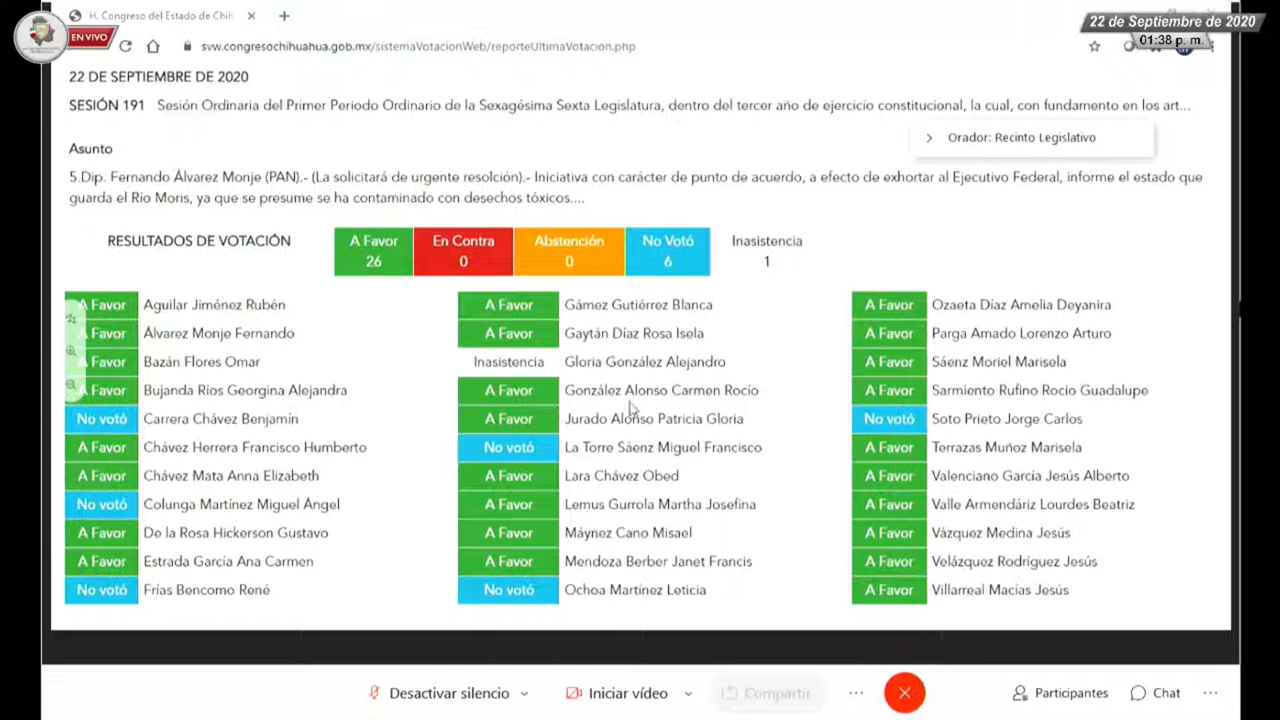 H. Congreso del Estado de Chih
22 de Septiembre de 2020
EN VIVO
svw.congresochihuahua.gob.mx/sistemaVotacionWeb/reporteUltimaVotacion.php
01:38 p. m.
22 DE SEPTIEMBRE DE 2020
SESIÓN 191 Sesión Ordinaria del Primer Periodo Ordinario de la Sexagésima Sexta Legislatura, dentro del tercer año de ejercicio constitucional, la cual, con fundamento en los art...
Orador: Recinto Legislativo
Asunto
5.Dip. Fernando Álvarez Monje (PAN).- (La solicitará de urgente resolción).- Iniciativa con carácter de punto de acuerdo, a efecto de exhortar al Ejecutivo Federal, informe el estado que
guarda el Río Moris, ya que se presume se ha contaminado con desechos tóxicos....
RESULTADOS DE VOTACIÓN
A Favor En Contra Abstención No Votó Inasistencia
26 0 0 6 1
A Favor Aguilar Jiménez Rubén
A Favor Álvarez Monje Fernando
A Favor Bazán Flores Omar
A Favor Bujanda Ríos Georgina Alejandra
No votó Carrera Chávez Benjamín
A Favor Chávez Herrera Francisco Humberto
A Favor Chávez Mata Anna Elizabeth
No votó Colunga Martínez Miguel Ángel
A Favor De la Rosa Hickerson Gustavo
A Favor Estrada García Ana Carmen
No votó Frías Bencomo René
A Favor Gámez Gutiérrez Blanca
A Favor Gaytán Díaz Rosa Isela
Inasistencia Gloria González Alejandro
A Favor González Alonso Carmen Rocío
A Favor Jurado Alonso Patricia Gloria
No votó La Torre Sáenz Miguel Francisco
A Favor Lara Chávez Obed
A Favor Lemus Gurrola Martha Josefina
A Favor Máynez Cano Misael
A Favor Mendoza Berber Janet Francis
No votó Ochoa Martínez Leticia
A Favor Ozaeta Díaz Amelia Deyanira
A Favor Parga Amado Lorenzo Arturo
A Favor Sáenz Moriel Marisela
A Favor Sarmiento Rufino Rocio Guadalupe
No votó Soto Prieto Jorge Carlos
A Favor Terrazas Muñoz Marisela
A Favor Valenciano García Jesús Alberto
A Favor Valle Armendáriz Lourdes Beatriz
A Favor Vázquez Medina Jesús
A Favor Velázquez Rodríguez Jesús
A Favor Villarreal Macías Jesús
Desactivar silencio Iniciar vídeo Compartir Participantes Chat